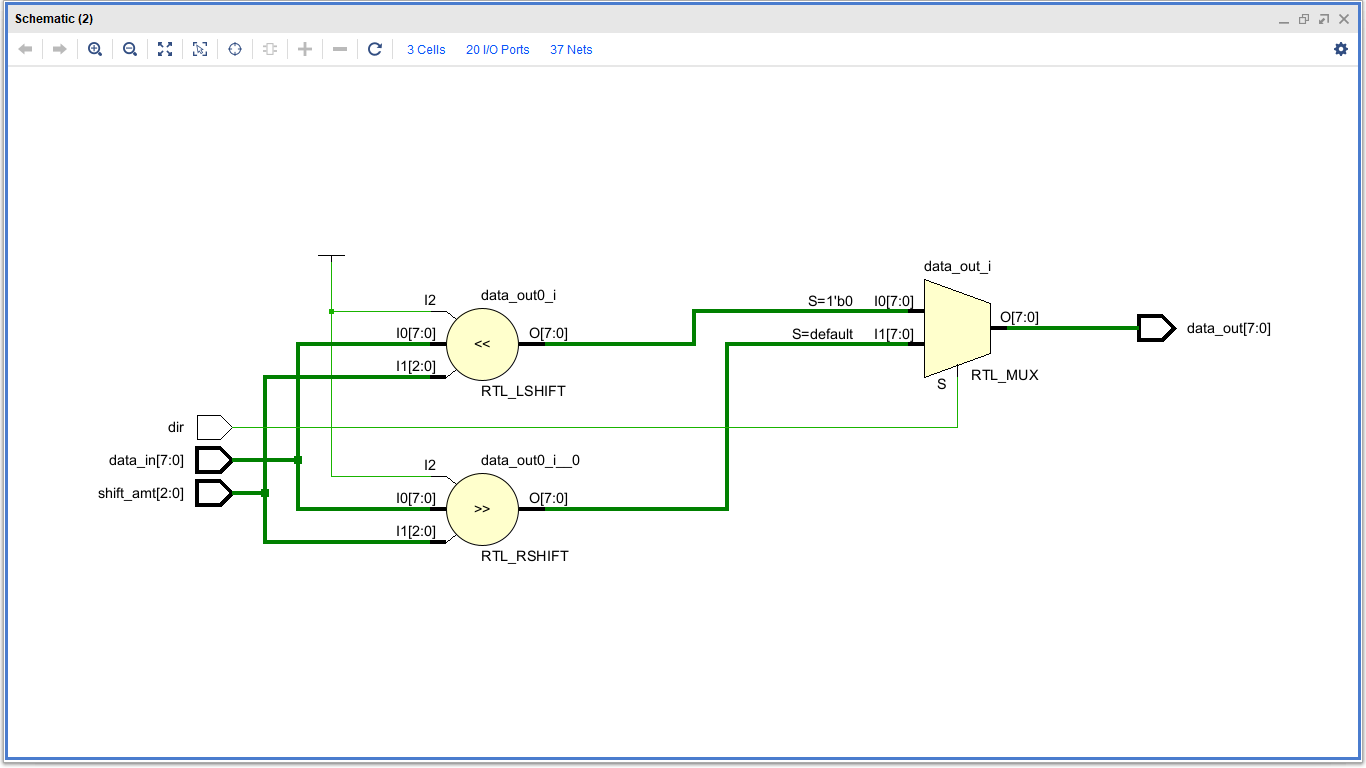 Schematic (2)
3 Cells 20 I/O Ports 37 Nets
data_out_i
I2 data_out0_i S=1'b0 I0[7:0]
I0[7:0] O[7:0] S=default I1[7:0] O[7:0] data_out[7:0]
<<
I1[2:0] RTL_MUX
S
RTL_LSHIFT
dir
data_in[7:0] I2 data_out0_i__0
shift_amt[2:0] I0[7:0] O[7:0]
>>
I1[2:0]
RTL_RSHIFT